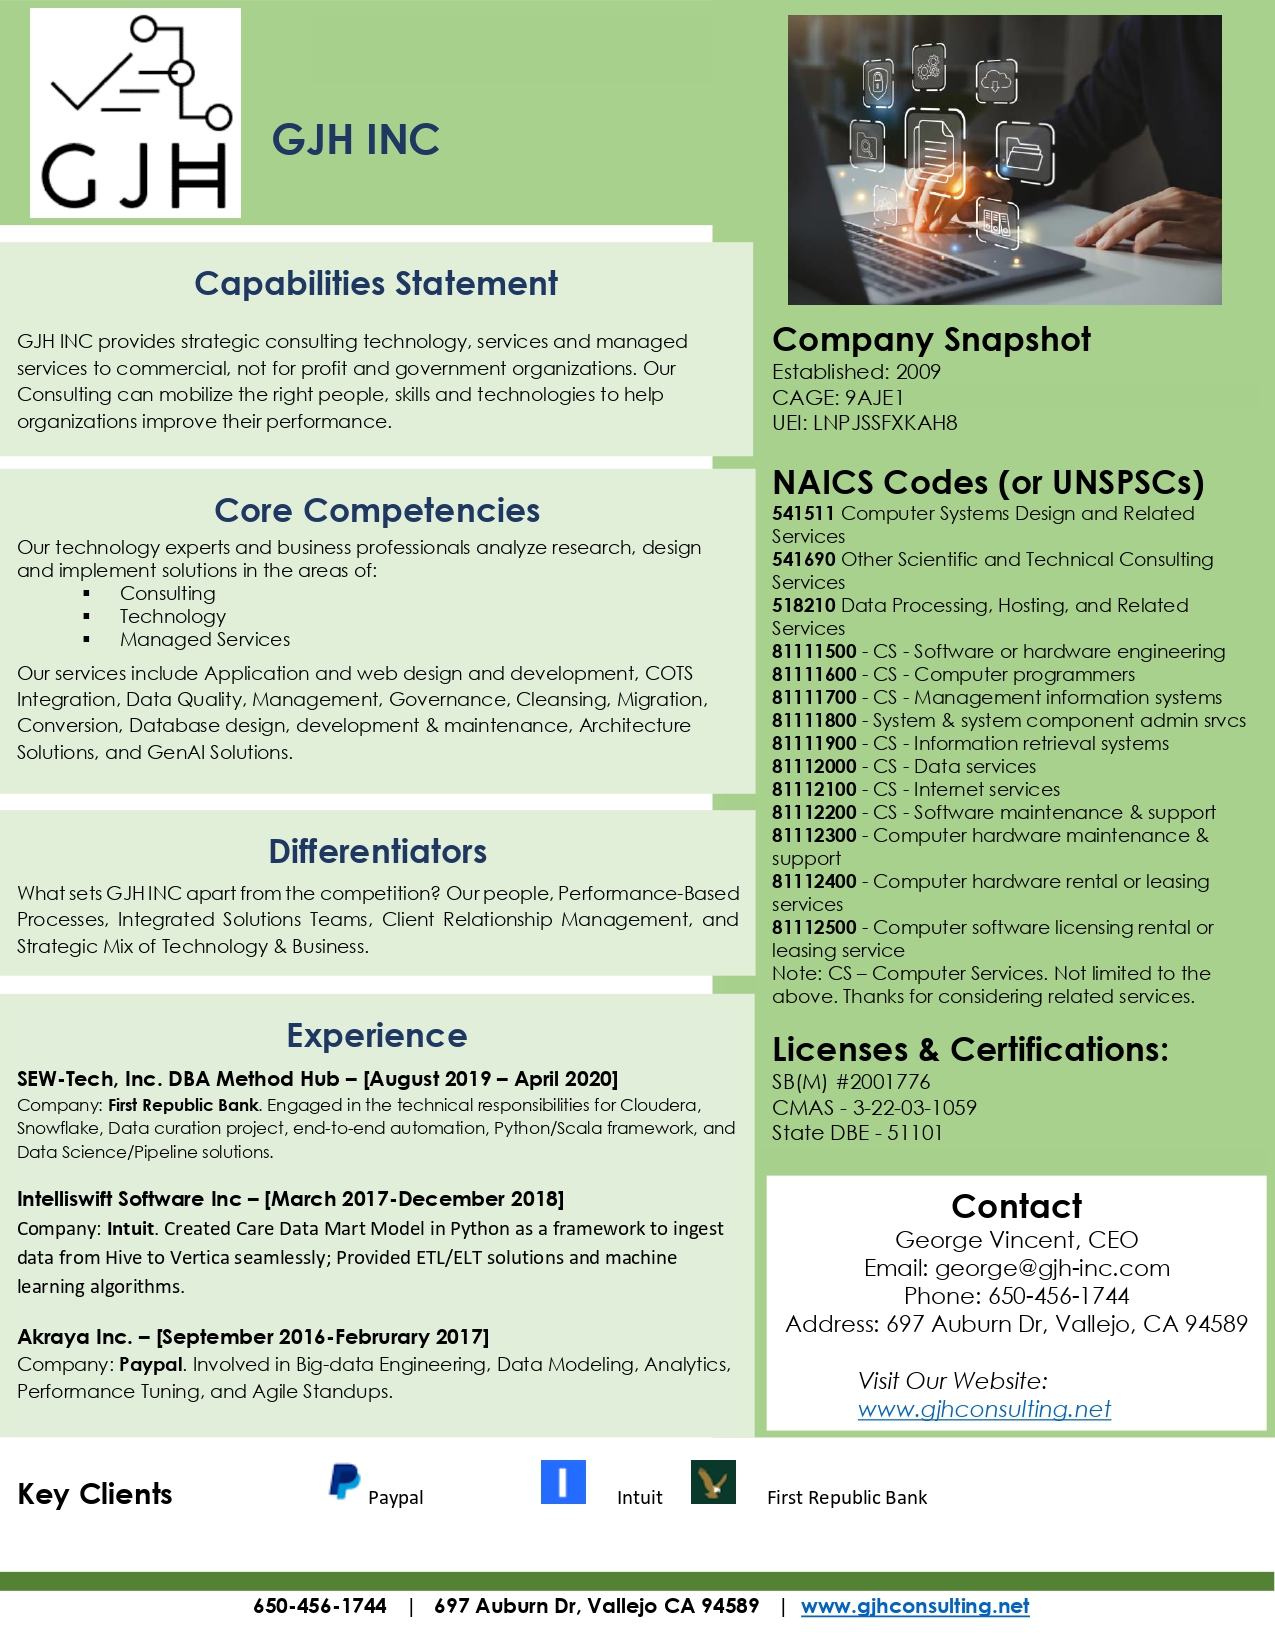 GJH
GJH INC
Capabilities Statement
GJH INC provides strategic consulting technology, services and managed
services to commercial, not for profit and government organizations. Our
Consulting can mobilize the right people, skills and technologies to help
organizations improve their performance.
Core Competencies
Our technology experts and business professionals analyze research, design
and implement solutions in the areas of:
▪ Consulting
▪ Technology
▪ Managed Services
Our services include Application and web design and development, COTS
Integration, Data Quality, Management, Governance, Cleansing, Migration,
Conversion, Database design, development & maintenance, Architecture
Solutions, and GenAI Solutions.
Differentiators
What sets GJH INC apart from the competition? Our people, Performance-Based
Processes, Integrated Solutions Teams, Client Relationship Management, and
Strategic Mix of Technology & Business.
Experience
SEW-Tech, Inc. DBA Method Hub – [August 2019 – April 2020]
Company: First Republic Bank. Engaged in the technical responsibilities for Cloudera,
Snowflake, Data curation project, end-to-end automation, Python/Scala framework, and
Data Science/Pipeline solutions.
Intelliswift Software Inc – [March 2017-December 2018]
Company: Intuit. Created Care Data Mart Model in Python as a framework to ingest
data from Hive to Vertica seamlessly; Provided ETL/ELT solutions and machine
learning algorithms.
Akraya Inc. – [September 2016-Februrary 2017]
Company: Paypal. Involved in Big-data Engineering, Data Modeling, Analytics,
Performance Tuning, and Agile Standups.
Company Snapshot
Established: 2009
CAGE: 9AJE1
UEI: LNPJSSFXKAH8
NAICS Codes (or UNSPSCs)
541511 Computer Systems Design and Related
Services
541690 Other Scientific and Technical Consulting
Services
518210 Data Processing, Hosting, and Related
Services
81111500 - CS - Software or hardware engineering
81111600 - CS - Computer programmers
81111700 - CS - Management information systems
81111800 - System & system component admin srvcs
81111900 - CS - Information retrieval systems
81112000 - CS - Data services
81112100 - CS - Internet services
81112200 - CS - Software maintenance & support
81112300 - Computer hardware maintenance &
support
81112400 - Computer hardware rental or leasing
services
81112500 - Computer software licensing rental or
leasing service
Note: CS – Computer Services. Not limited to the
above. Thanks for considering related services.
Licenses & Certifications:
SB(M) #2001776
CMAS - 3-22-03-1059
State DBE - 51101
Contact
George Vincent, CEO
Email: george@gjh-inc.com
Phone: 650-456-1744
Address: 697 Auburn Dr, Vallejo, CA 94589
Visit Our Website:
www.gjhconsulting.net
Key Clients Paypal Intuit First Republic Bank
650-456-1744 | 697 Auburn Dr, Vallejo CA 94589 | www.gjhconsulting.net